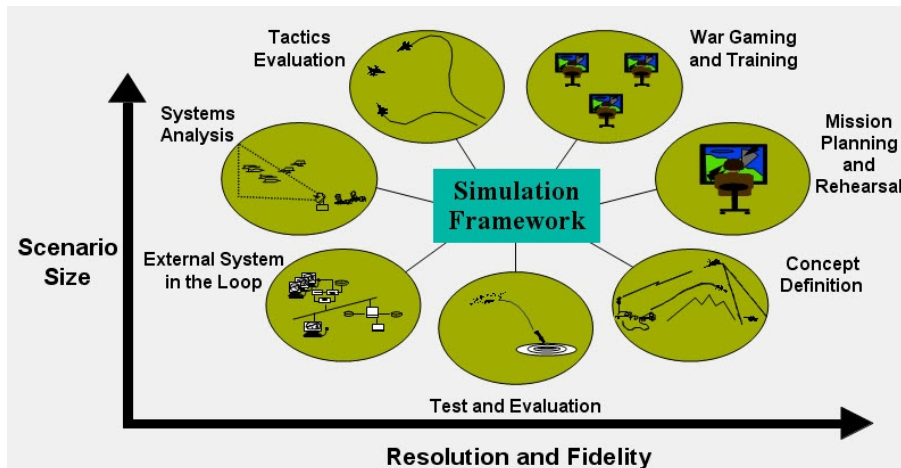 Tactics
Evaluation
War Gaming
and Training
Systems
Analysis
Mission
Planning
and
Rehearsal
Simulation
Framework
Scenario
Size
External System
in the Loop
Concept
Definition
Test and Evaluation
Resolution and Fidelity